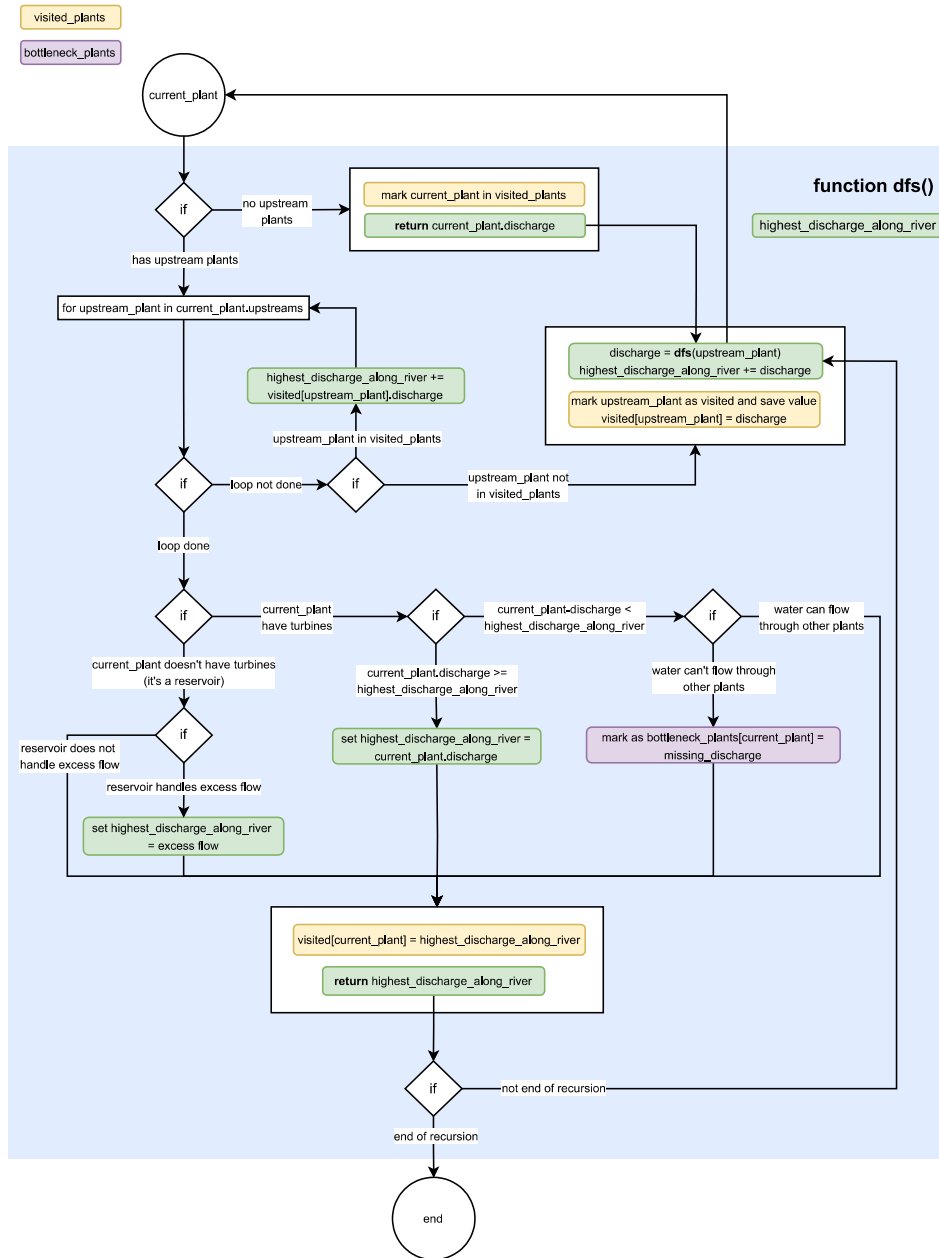 visited_plants
bottleneck_plants
current_plant
function dfs()
highest_discharge_along_river
if
no upstream
plants
mark current_plant in visited_plants
return current_plant.discharge
has upstream plants
for upstream_plant in current_plant.upstreams
discharge = dfs(upstream_plant)
highest_discharge_along_river += discharge
mark upstream_plant as visited and save value
visited[upstream_plant] = discharge
highest_discharge_along_river +=
visited[upstream_plant].discharge
upstream_plant in visited_plants
if
loop not done
if
upstream_plant not
in visited_plants
loop done
if
current_plant
have turbines
if
current_plant-discharge <
highest_discharge_along_river
if
water can flow
through other plants
current_plant doesn't have turbines
(it's a reservoir)
current_plant.discharge >=
highest_discharge_along_river
water can't flow through
other plants
if
reservoir does not
handle excess flow
set highest_discharge_along_river =
current_plant.discharge
mark as bottleneck_plants[current_plant] =
missing_discharge
reservoir handles excess flow
set highest_discharge_along_river
= excess flow
visited[current_plant] = highest_discharge_along_river
return highest_discharge_along_river
if
not end of recursion
end of recursion
end